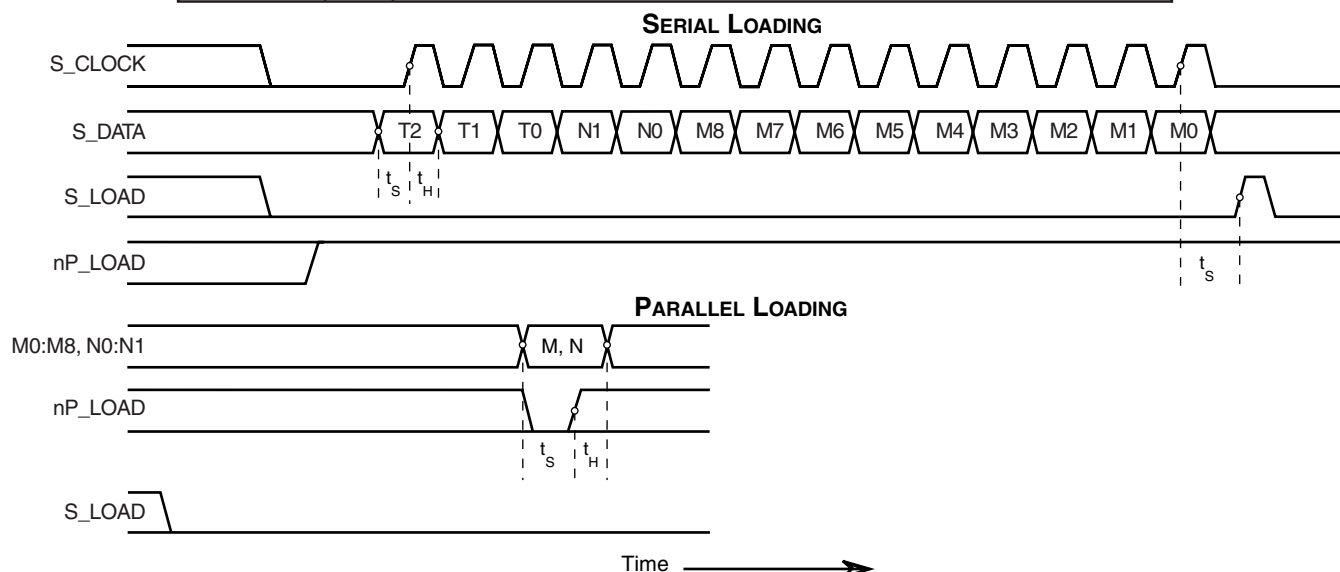 SERIAL LOADING
S_CLOCK
S_DATA
T2 T1 T0 N1 N0 M8 M7 M6 M5 M4 M3 M2 M1 M0
tS tH
S_LOAD
nP_LOAD
tS
PARALLEL LOADING
M0:M8, N0:N1
M, N
nP_LOAD
tS tH
S_LOAD
Time